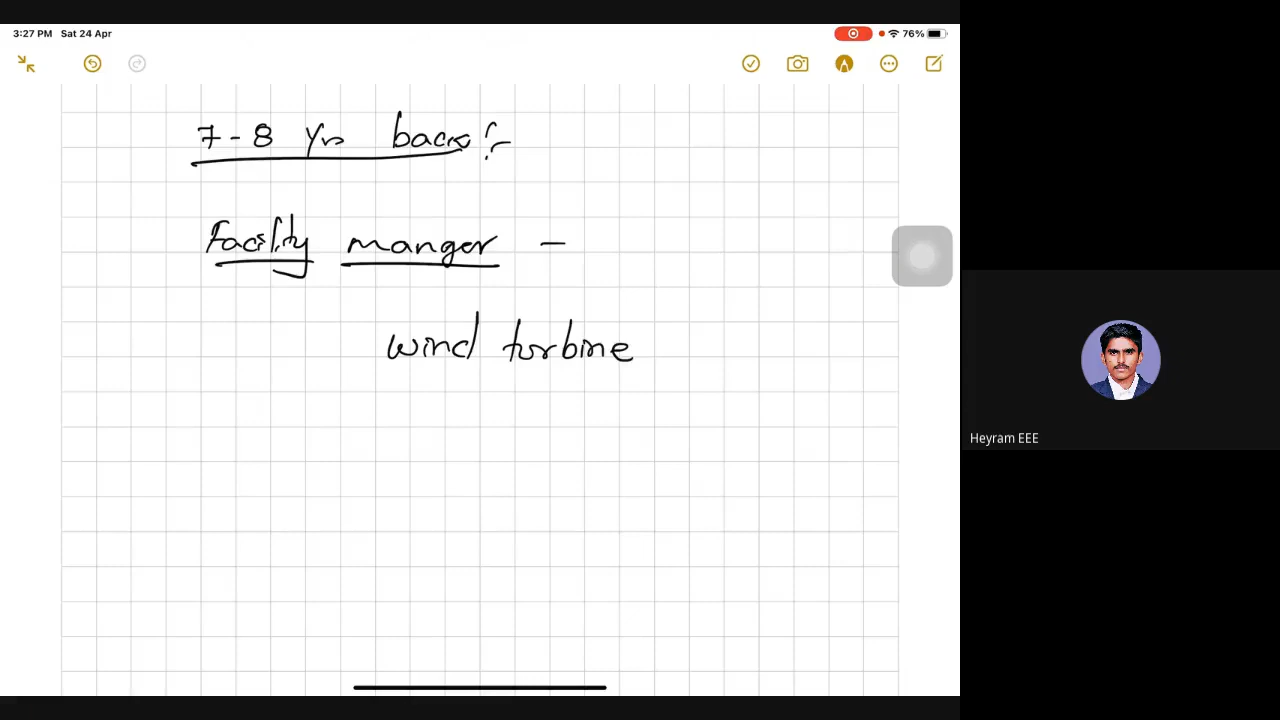 3:27 PM Sat 24 Apr
76%
7-8 yrs back :-
Facility manger -
wind turbine
Heyram EEE